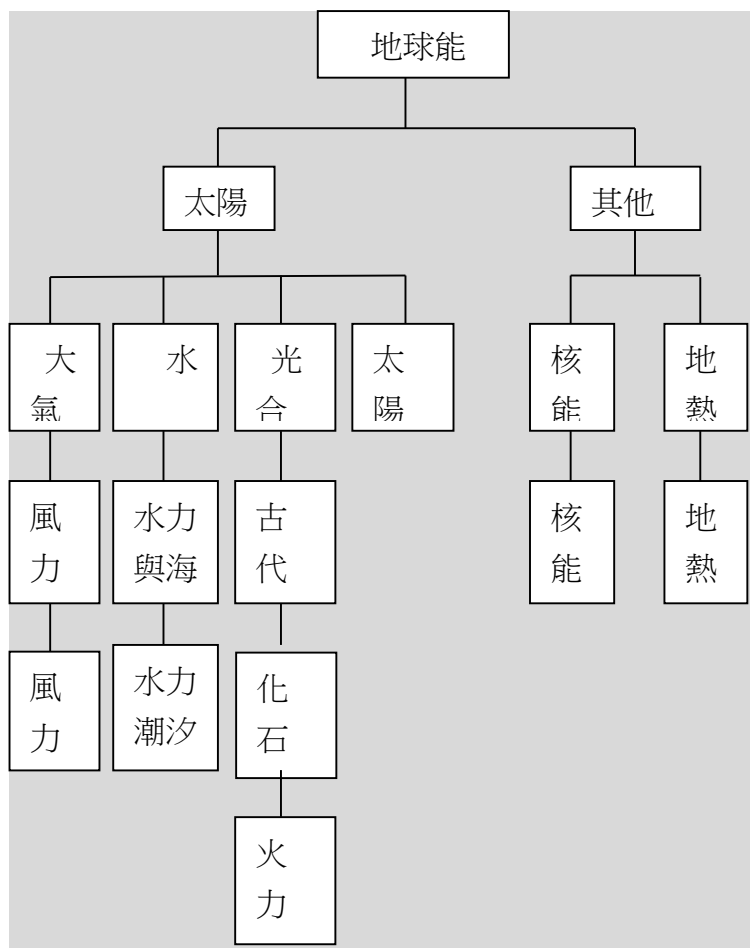 地球能
太陽
其他
大
氣
水
光
合
太
陽
核
能
地
熱
風
力
水力
與海
古
代
核
能
地
熱
風
力
水力
潮汐
化
石
火
力